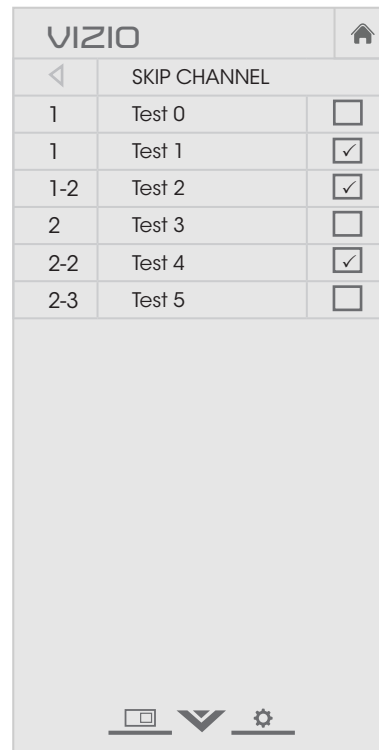 VIZIO
SKIP CHANNEL
1 Test 0
1 Test 1
1-2 Test 2
2 Test 3
2-2 Test 4
2-3 Test 5